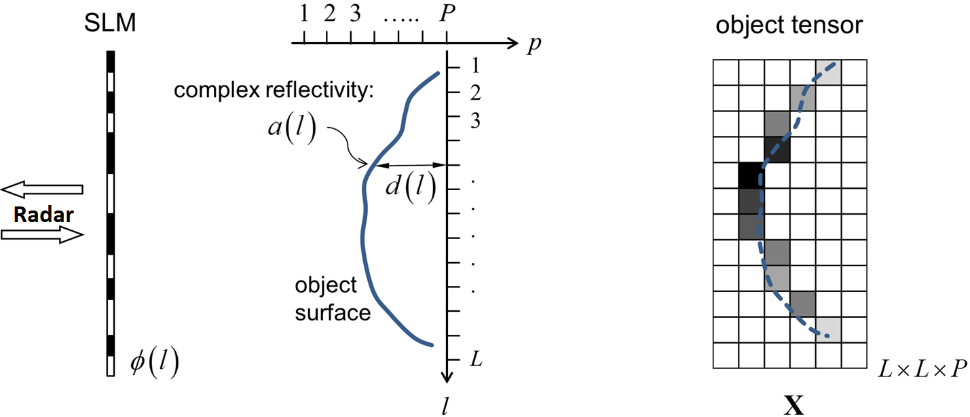 SLM
Radar
ϕ(l)
1 2 3 ..... P
p
complex reflectivity:
a(l)
d(l)
object
surface
1
2
3
.
.
.
.
L
l
object tensor
L×L×P
X